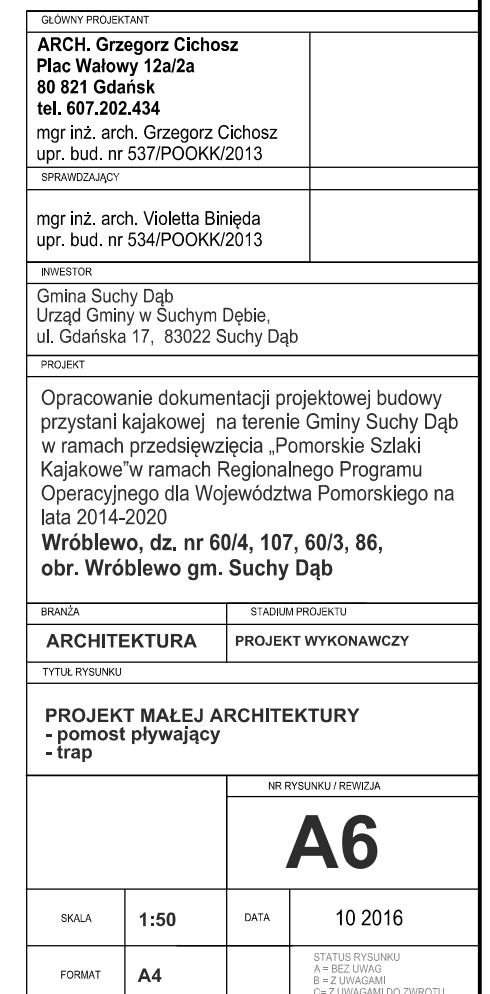 GŁÓWNY PROJEKTANT
ARCH. Grzegorz Cichosz
Plac Wałowy 12a/2a
80 821 Gdańsk
tel. 607.202.434
mgr inż. arch. Grzegorz Cichosz
upr. bud. nr 537/POOKK/2013
SPRAWDZAJĄCY
mgr inż. arch. Violetta Binięda
upr. bud. nr 534/POOKK/2013
INWESTOR
Gmina Suchy Dąb
Urząd Gminy w Suchym Dębie,
ul. Gdańska 17, 83022 Suchy Dąb
PROJEKT
Opracowanie dokumentacji projektowej budowy
przystani kajakowej na terenie Gminy Suchy Dąb
w ramach przedsięwzięcia „Pomorskie Szlaki
Kajakowe”w ramach Regionalnego Programu
Operacyjnego dla Województwa Pomorskiego na
lata 2014-2020
Wróblewo, dz. nr 60/4, 107, 60/3, 86,
obr. Wróblewo gm. Suchy Dąb
BRANŻA
STADIUM PROJEKTU
ARCHITEKTURA
PROJEKT WYKONAWCZY
TYTUŁ RYSUNKU
PROJEKT MAŁEJ ARCHITEKTURY
- pomost pływający
- trap
NR RYSUNKU / REWIZJA
A6
SKALA
1:50
DATA
10 2016
FORMAT
A4
STATUS RYSUNKU
A = BEZ UWAG
B = Z UWAGAMI
C= Z UWAGAMI DO ZWROTU